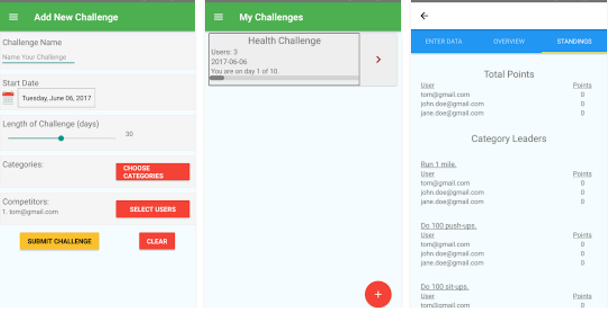 Add New Challenge
Challenge Name
Name Your Challenge
Start Date
Tuesday, June 06, 2017
Length of Challenge (days)
30
Categories:
CHOOSE
CATEGORIES
Competitors:
1. tom@gmail.com
SELECT USERS
SUBMIT CHALLENGE
CLEAR
My Challenges
Health Challenge
Users: 3
2017-06-06
You are on day 1 of 10.
+
ENTER DATA OVERVIEW STANDINGS
Total Points
User Points
tom@gmail.com 0
john.doe@gmail.com 0
jane.doe@gmail.com 0
Category Leaders
Run 1 mile.
User Points
tom@gmail.com 0
john.doe@gmail.com 0
jane.doe@gmail.com 0
Do 100 push-ups.
User Points
tom@gmail.com 0
john.doe@gmail.com 0
jane.doe@gmail.com 0
Do 100 sit-ups.
User Points
tom@gmail.com 0